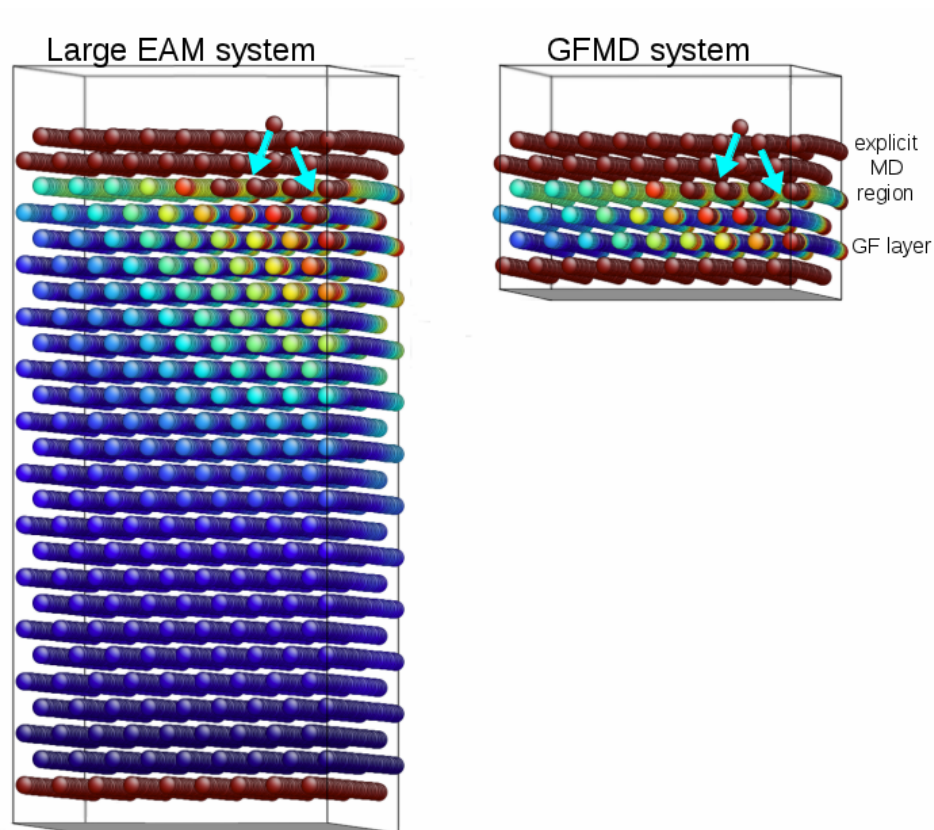 Large EAM system
GFMD system
explicit
MD
region
GF layer